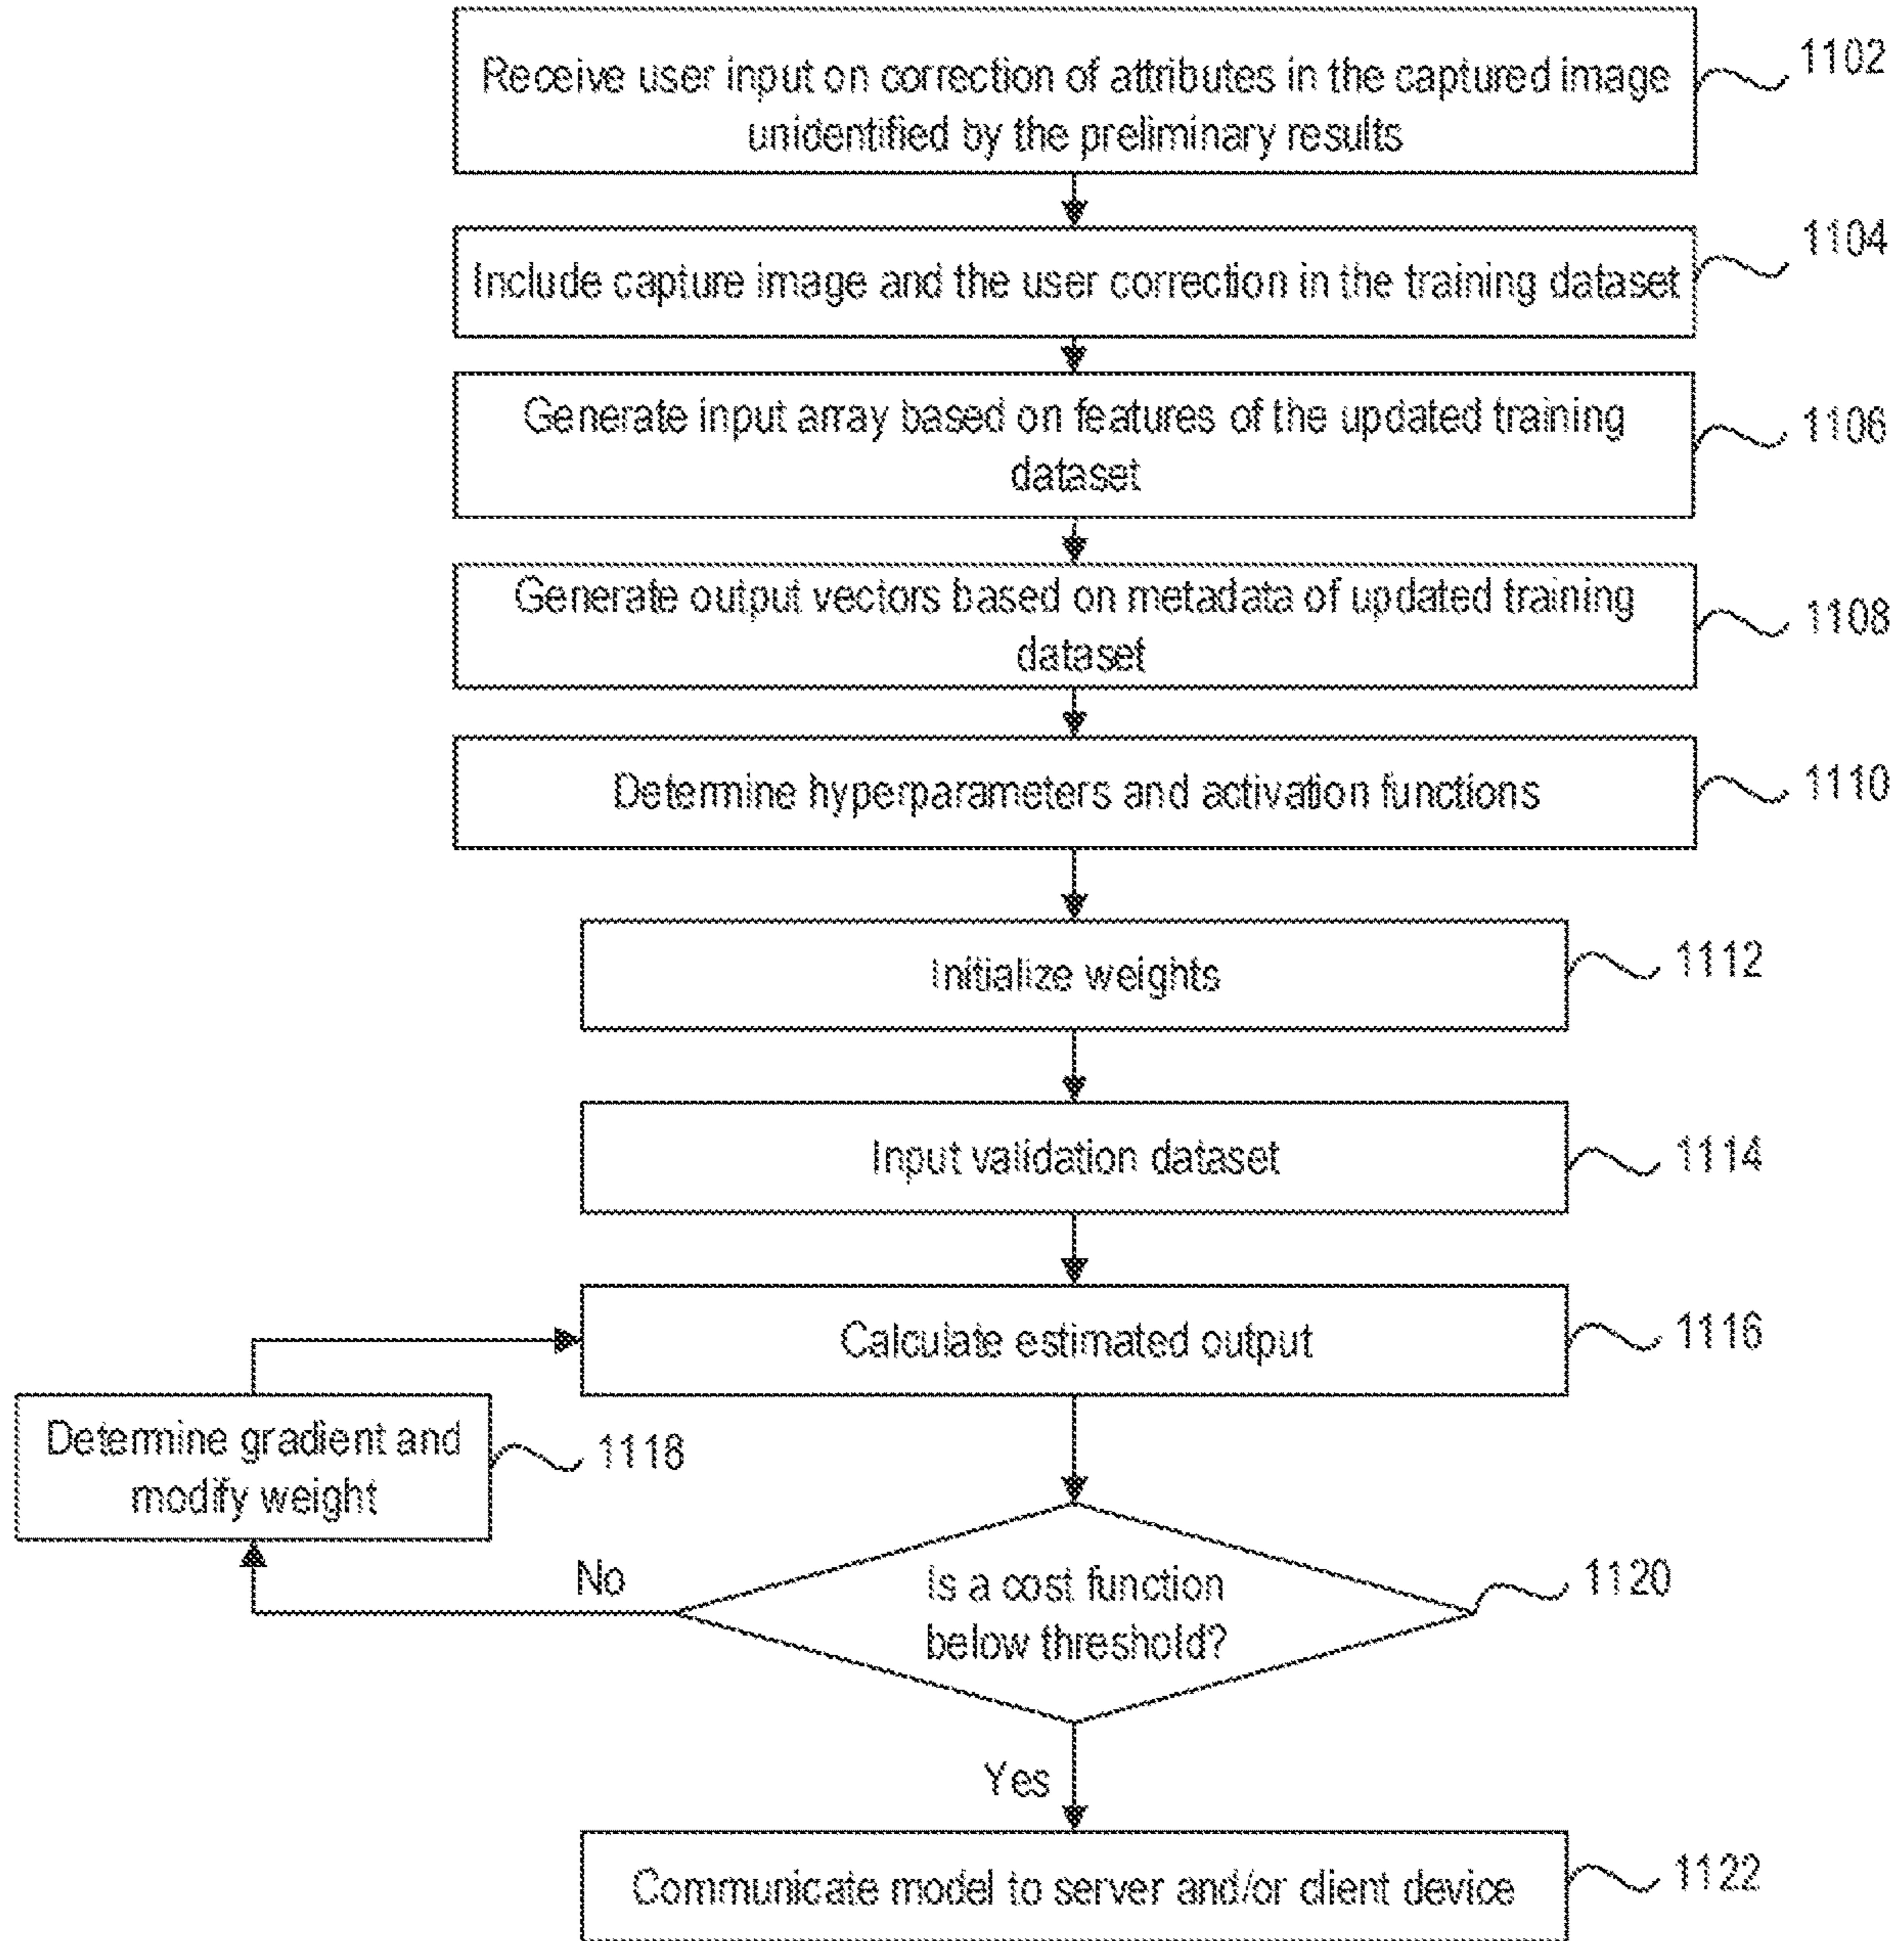 Receive user input on correction of attributes in the captured image
unidentified by the preliminary results
1102
Include capture image and the user correction in the training dataset
1104
Generate input array based on features of the updated training
dataset
1106
Generate output vectors based on metadata of updated training
dataset
1108
Determine hyperparameters and activation functions
1110
Initialize weights
1112
Input validation dataset
1114
Calculate estimated output
1116
Determine gradient and
modify weight
1118
No
Is a cost function
below threshold?
1120
Yes
Communicate model to server and/or client device
1122